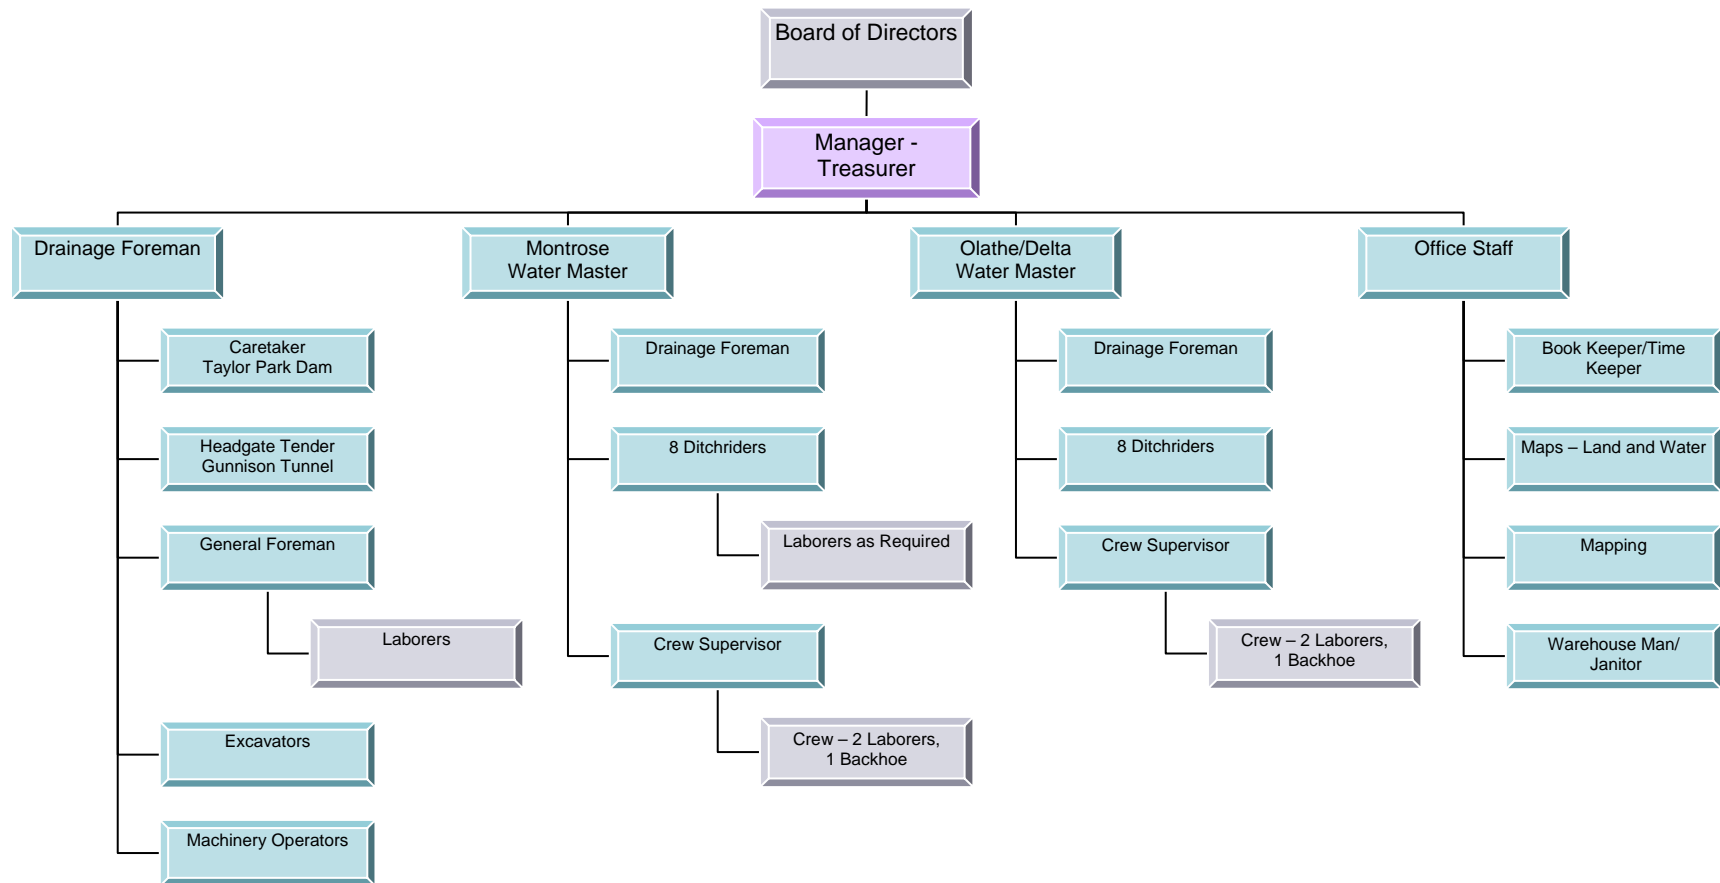 Board of Directors
Manager -
Treasurer
Drainage Foreman
Montrose
Water Master
Olathe/Delta
Water Master
Office Staff
Caretaker
Taylor Park Dam
Headgate Tender
Gunnison Tunnel
General Foreman
Laborers
Excavators
Machinery Operators
Drainage Foreman
8 Ditchriders
Laborers as Required
Crew Supervisor
Crew – 2 Laborers,
1 Backhoe
Drainage Foreman
8 Ditchriders
Crew Supervisor
Crew – 2 Laborers,
1 Backhoe
Book Keeper/Time
Keeper
Maps – Land and Water
Mapping
Warehouse Man/
Janitor